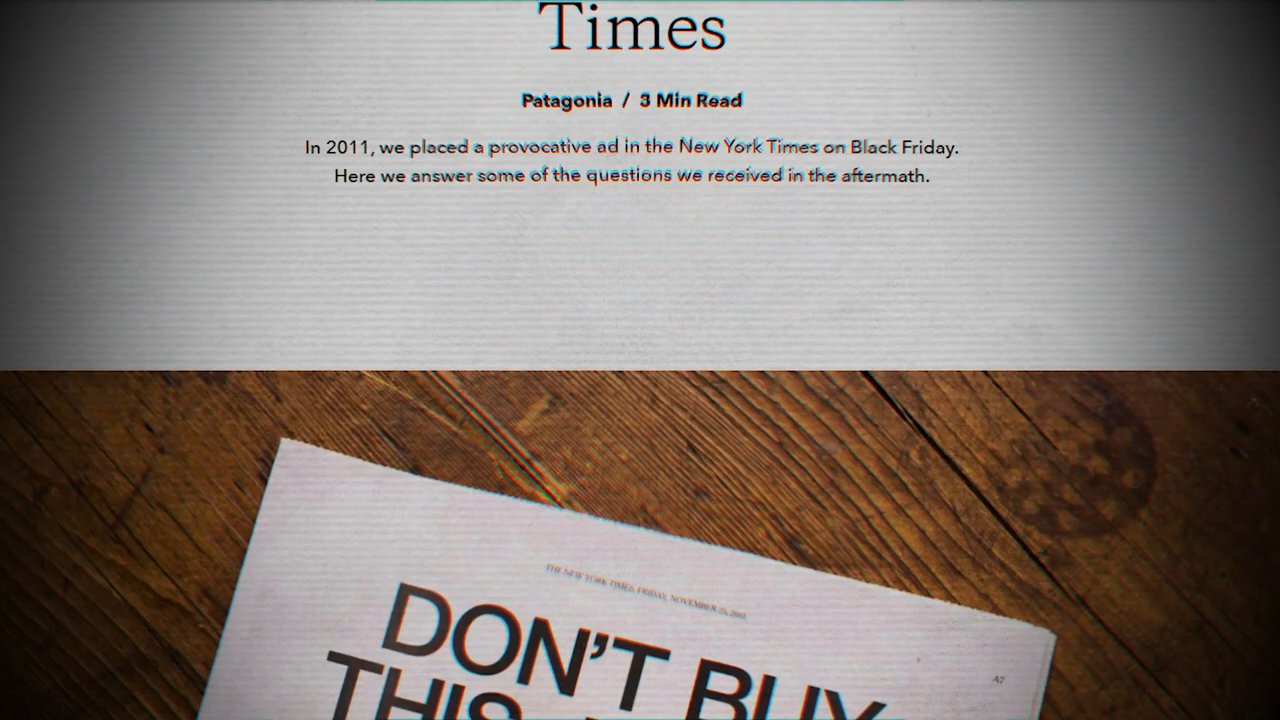 Times
Patagonia / 3 Min Read
In 2011, we placed a provocative ad in the New York Times on Black Friday.
Here we answer some of the questions we received in the aftermath.
THE NEW YORK TIMES, FRIDAY, NOVEMBER 25, 2011
A7
DON'T BUY
THIS